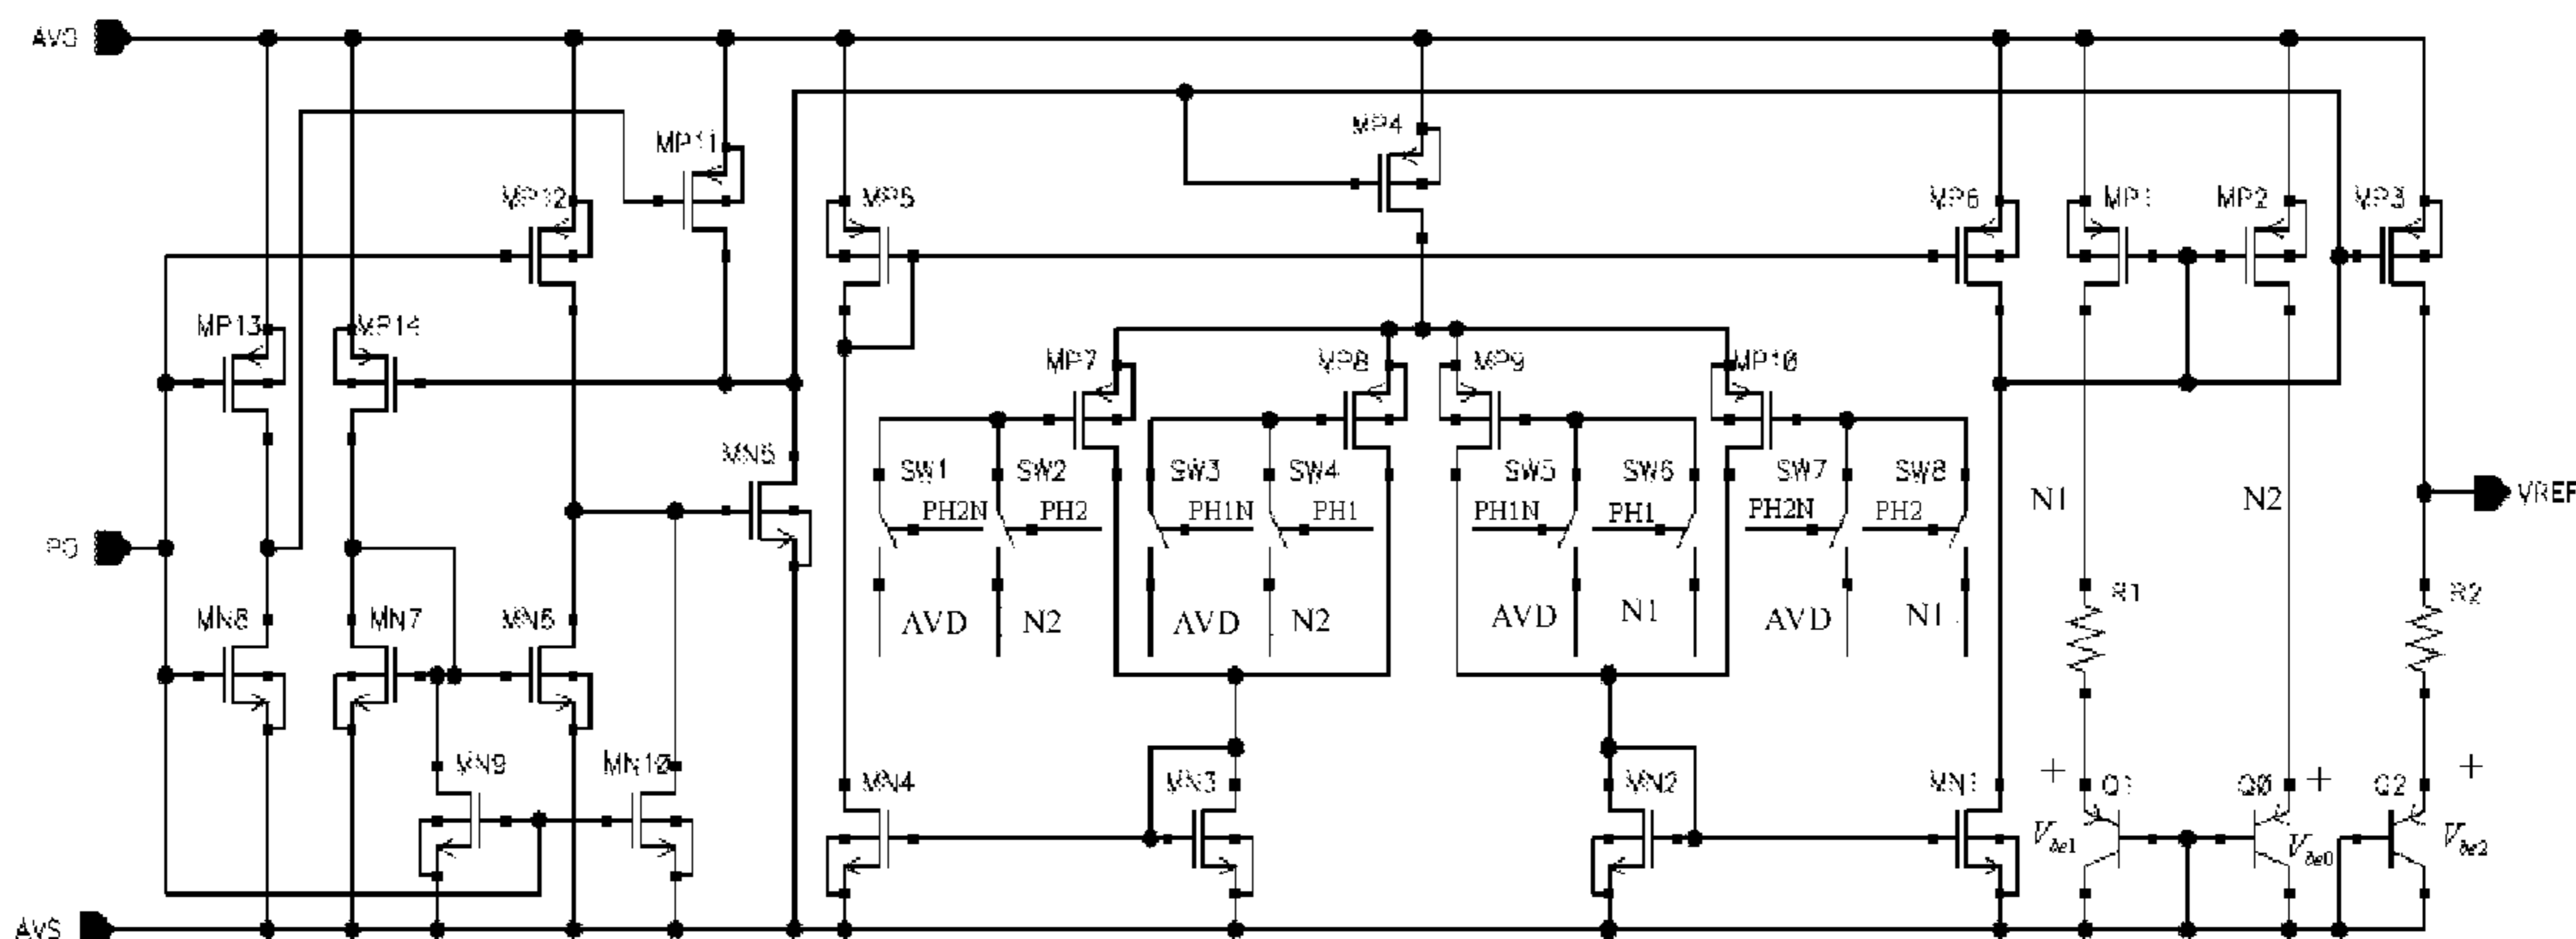 AVD
MP4
MP11
MP12
MP5
MP6
MP1
MP2
MP3
MP13
MP14
MP7
MP8
MP9
MP10
MN5
SW1
SW2
SW3
SW4
SW5
SW6
SW7
SW8
N1
N2
VREF
PH2N
PH2
PH1N
PH1
PH1N
PH1
PH2N
PH2
PD
AVD
N2
AVD
N2
AVD
N1
AVD
N1
R1
R2
MN8
MN7
MN6
MN9
MN10
MN4
MN3
MN2
MN1
+
Q1
Q0
+
Q2
+
Vbe1
Vbe0
Vbe2
AVS